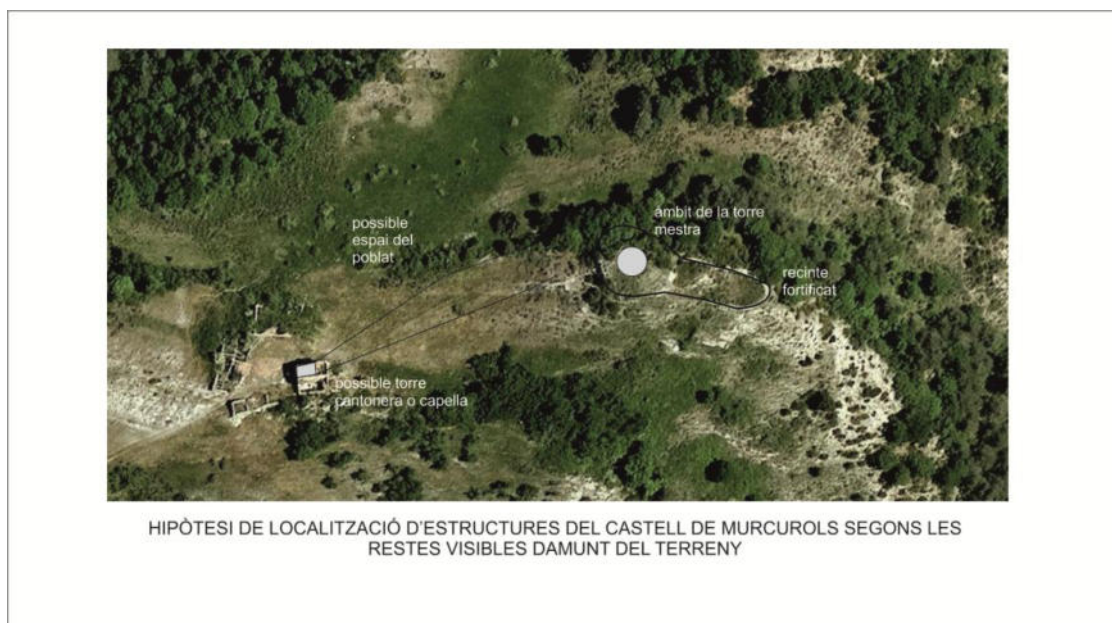 possible
espai del
poblat
àmbit de la torre
mestra
recinte
fortificat
possible torre
cantonera o capella
HIPÒTESI DE LOCALITZACIÓ D'ESTRUCTURES DEL CASTELL DE MURCUROLS SEGONS LES
RESTES VISIBLES DAMUNT DEL TERRENY